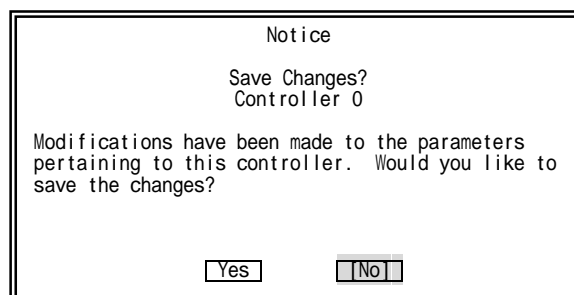 Notice
Save Changes?
Controller 0
Modifications have been made to the parameters
pertaining to this controller. Would you like to
save the changes?
Yes [No]